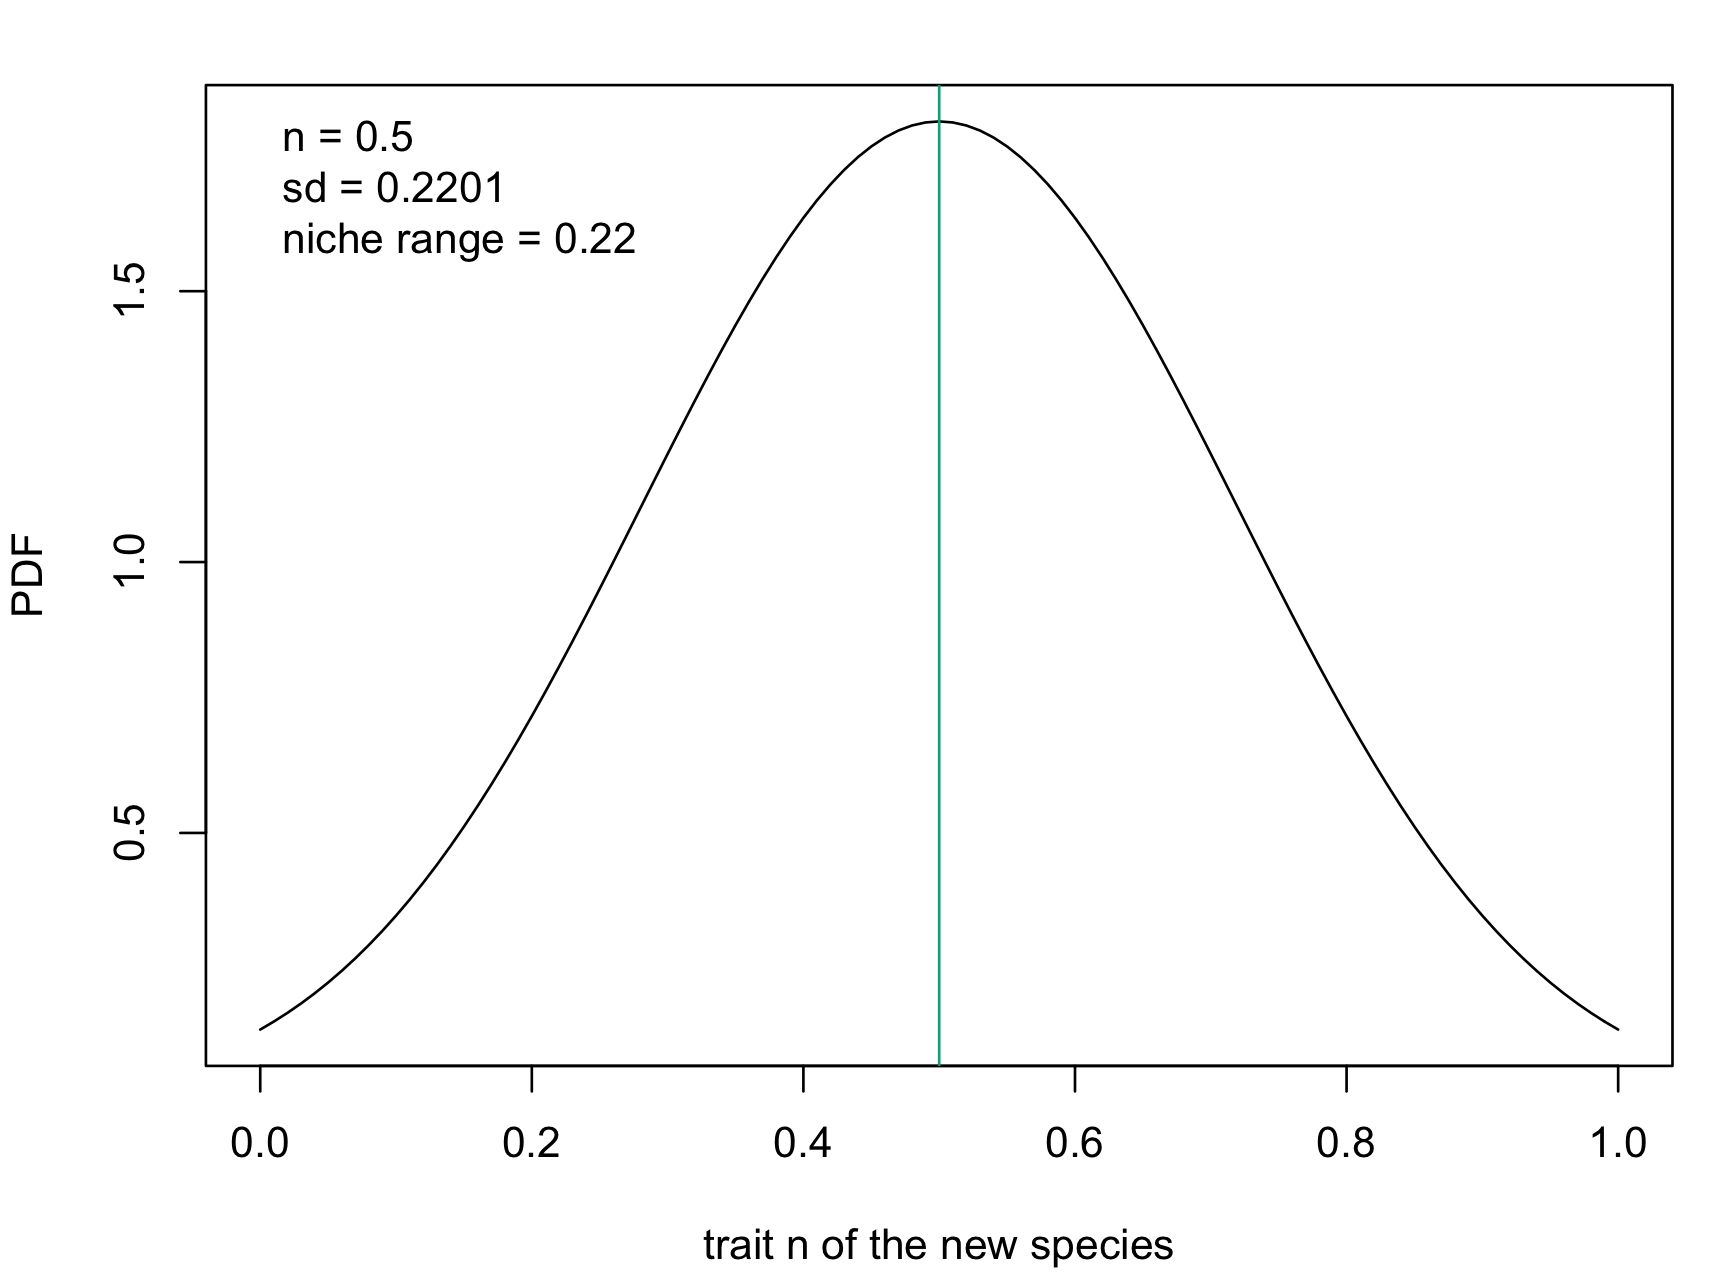 n = 0.5
sd = 0.2201
niche range = 0.22
PDF
1.5
1.0
0.5
0.0 0.2 0.4 0.6 0.8 1.0
trait n of the new species